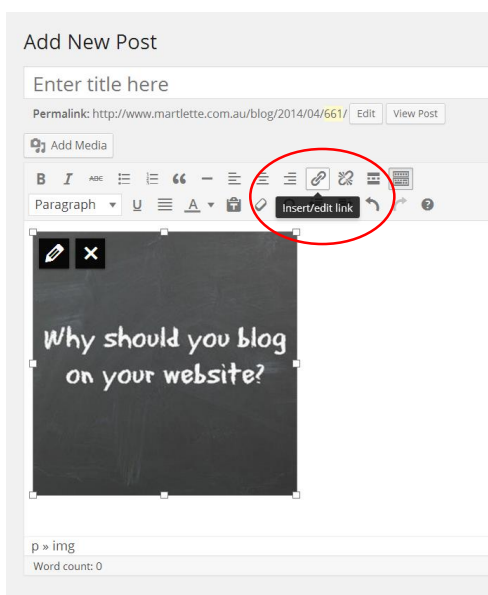 Add New Post
Enter title here
Permalink: http://www.martlette.com.au/blog/2014/04/661/ Edit View Post
Add Media
B I ABC
Paragraph U A
Insert/edit link
Why should you blog
on your website?
p » img
Word count: 0